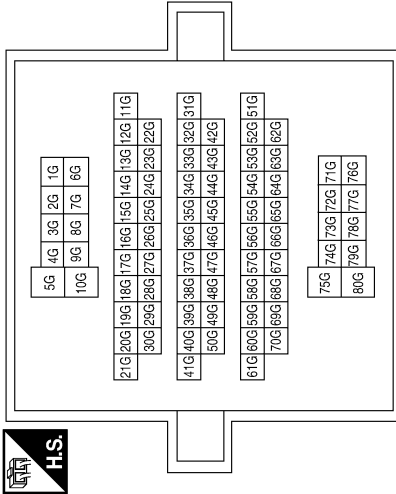 H.S.
5G 4G 3G 2G 1G
10G 9G 8G 7G 6G
21G 20G 19G 18G 17G 16G 15G 14G 13G 12G 11G
30G 29G 28G 27G 26G 25G 24G 23G 22G
41G 40G 39G 38G 37G 36G 35G 34G 33G 32G 31G
50G 49G 48G 47G 46G 45G 44G 43G 42G
61G 60G 59G 58G 57G 56G 55G 54G 53G 52G 51G
70G 69G 68G 67G 66G 65G 64G 63G 62G
75G 74G 73G 72G 71G
80G 79G 78G 77G 76G